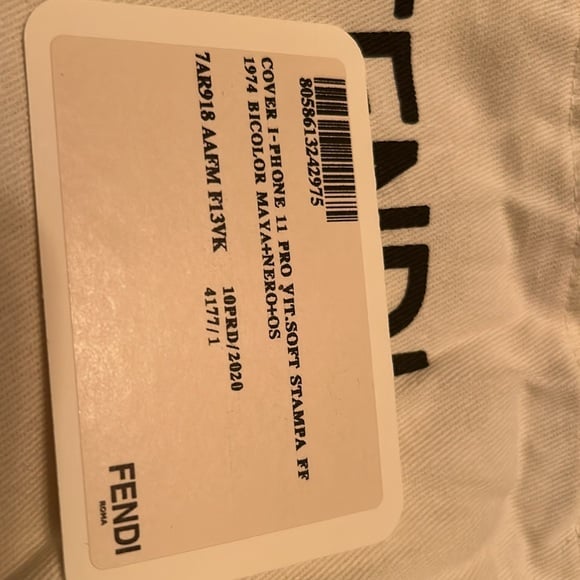 8058613242975
COVER I-PHONE 11 PRO VIT.SOFT STAMPA FF
1974 BICOLOR MAYA+NERO+OS
7AR918 AAFM F13VK 10PRD/2020
4177/1
FENDI
ROMA
FENDI